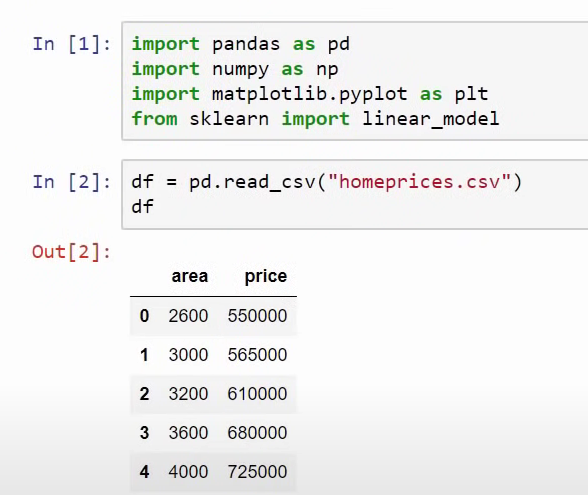 In [1]: import pandas as pd
import numpy as np
import matplotlib.pyplot as plt
from sklearn import linear_model
In [2]: df = pd.read_csv("homeprices.csv")
df
Out[2]:
area price
0 2600 550000
1 3000 565000
2 3200 610000
3 3600 680000
4 4000 725000